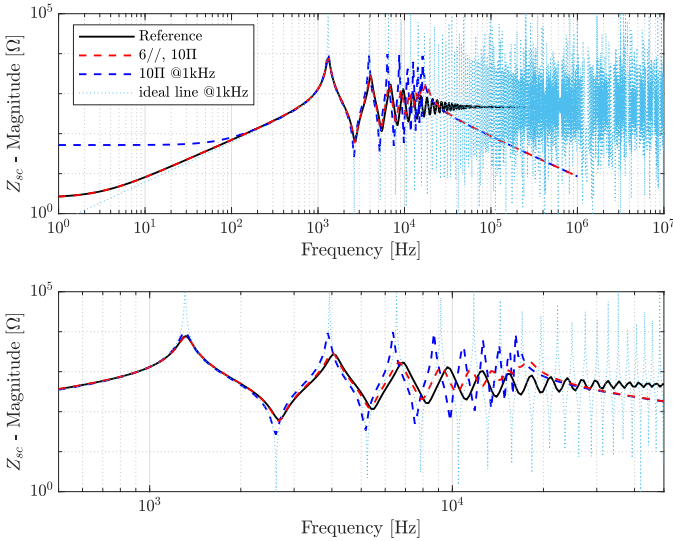 10^5
Z_sc - Magnitude [Ω]
10^0
Reference
6//, 10Π
10Π @1kHz
ideal line @1kHz
10^0 10^1 10^2 10^3 10^4 10^5 10^6 10^7
Frequency [Hz]
10^5
Z_sc - Magnitude [Ω]
10^0
10^3 10^4
Frequency [Hz]